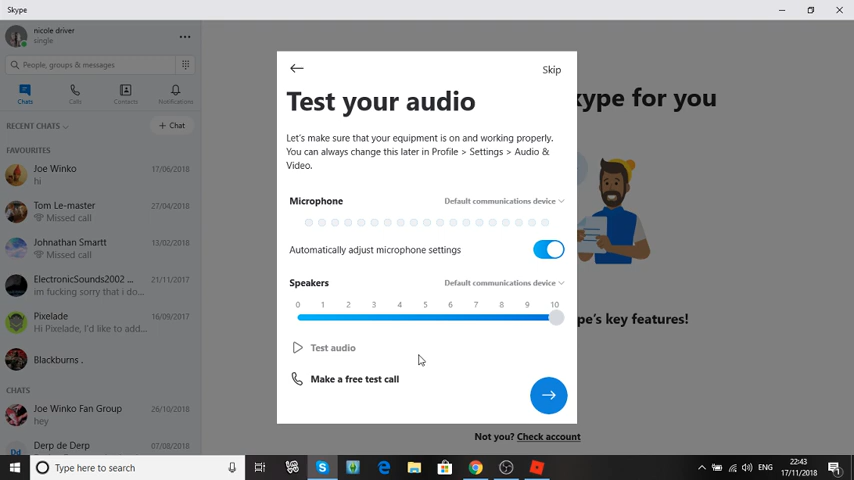 Skype
nicole driver
single
People, groups & messages
Chats
Calls
Contacts
Notifications
RECENT CHATS
+ Chat
FAVOURITES
Joe Winko
17/06/2018
hi
Tom Le-master
27/04/2018
Missed call
Johnathan Smartt
13/02/2018
Missed call
ElectronicSounds2002 ...
21/11/2017
im fucking sorry that i do...
Pixelade
16/09/2017
Hi Pixelade, I'd like to add...
Blackburns .
CHATS
Joe Winko Fan Group
26/10/2018
hey
Dd
Derp de Derp
07/08/2018
Skip
Test your audio
Let's make sure that your equipment is on and working properly.
You can always change this later in Profile > Settings > Audio &
Video.
Microphone
Default communications device
Automatically adjust microphone settings
Speakers
Default communications device
0 1 2 3 4 5 6 7 8 9 10
Test audio
Make a free test call
kype for you
pe's key features!
Not you? Check account
Type here to search
ENG
22:43
17/11/2018
1